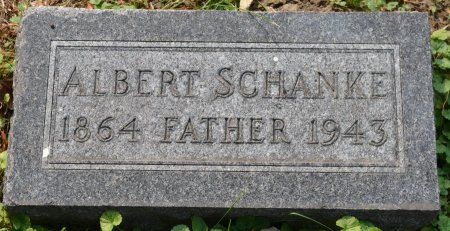 ALBERT SCHANKE
1864 FATHER 1943